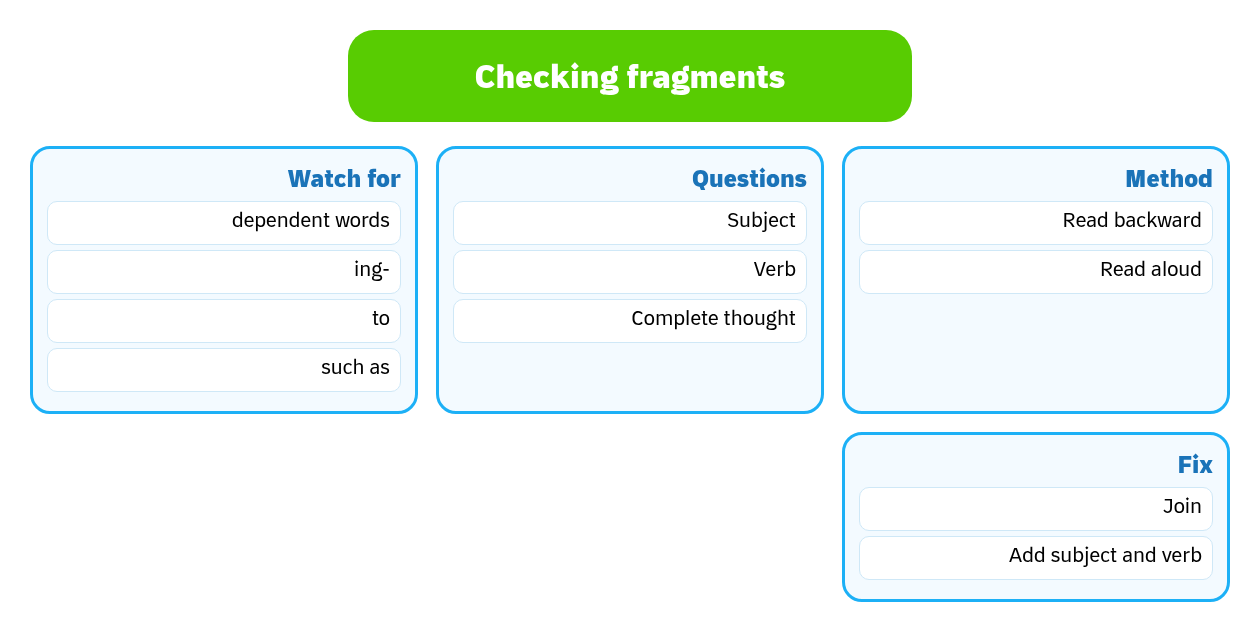 Checking fragments
Method
Read backward
Read aloud
Questions
Subject
Verb
Complete thought
Watch for
dependent words
ing-
to
such as
Fix
Join
Add subject and verb